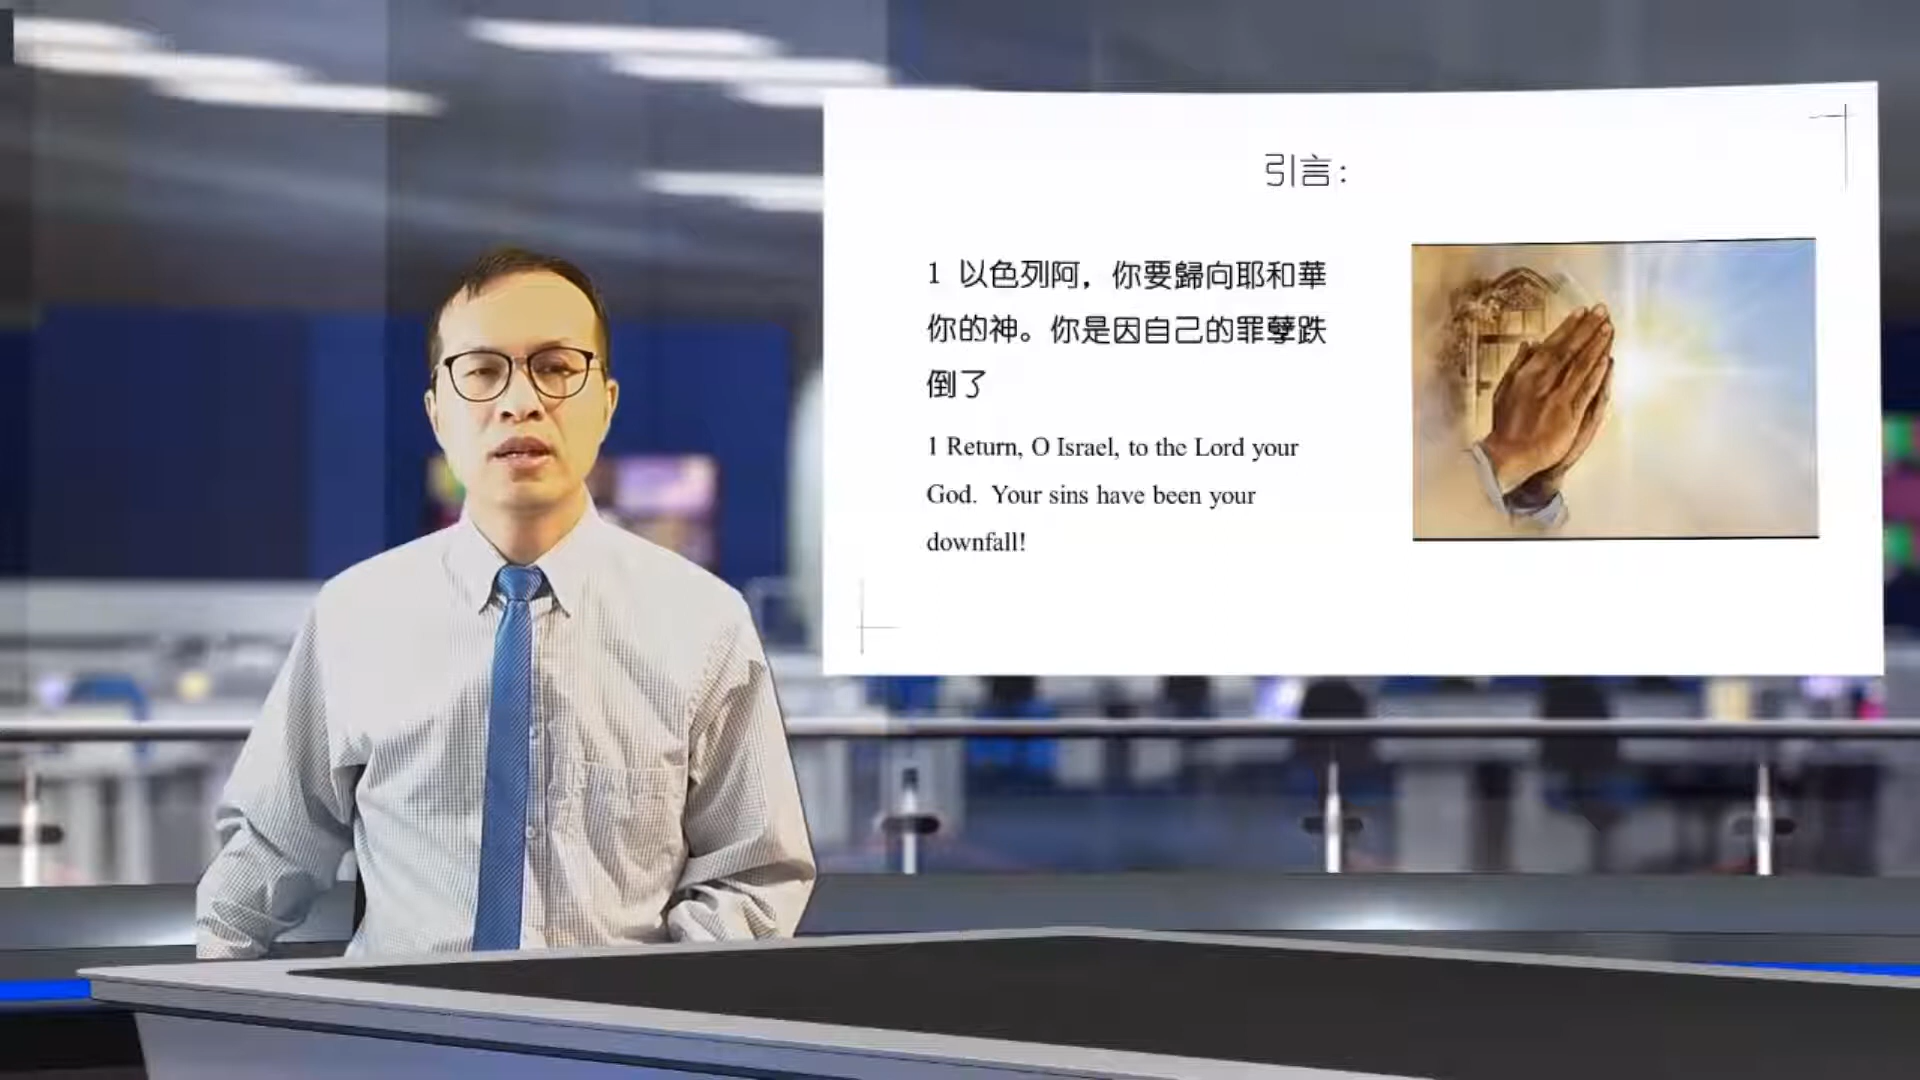 引言：
1 以色列阿，你要歸向耶和華
你的神。你是因自己的罪孽跌
倒了
1 Return, O Israel, to the Lord your
God. Your sins have been your
downfall!